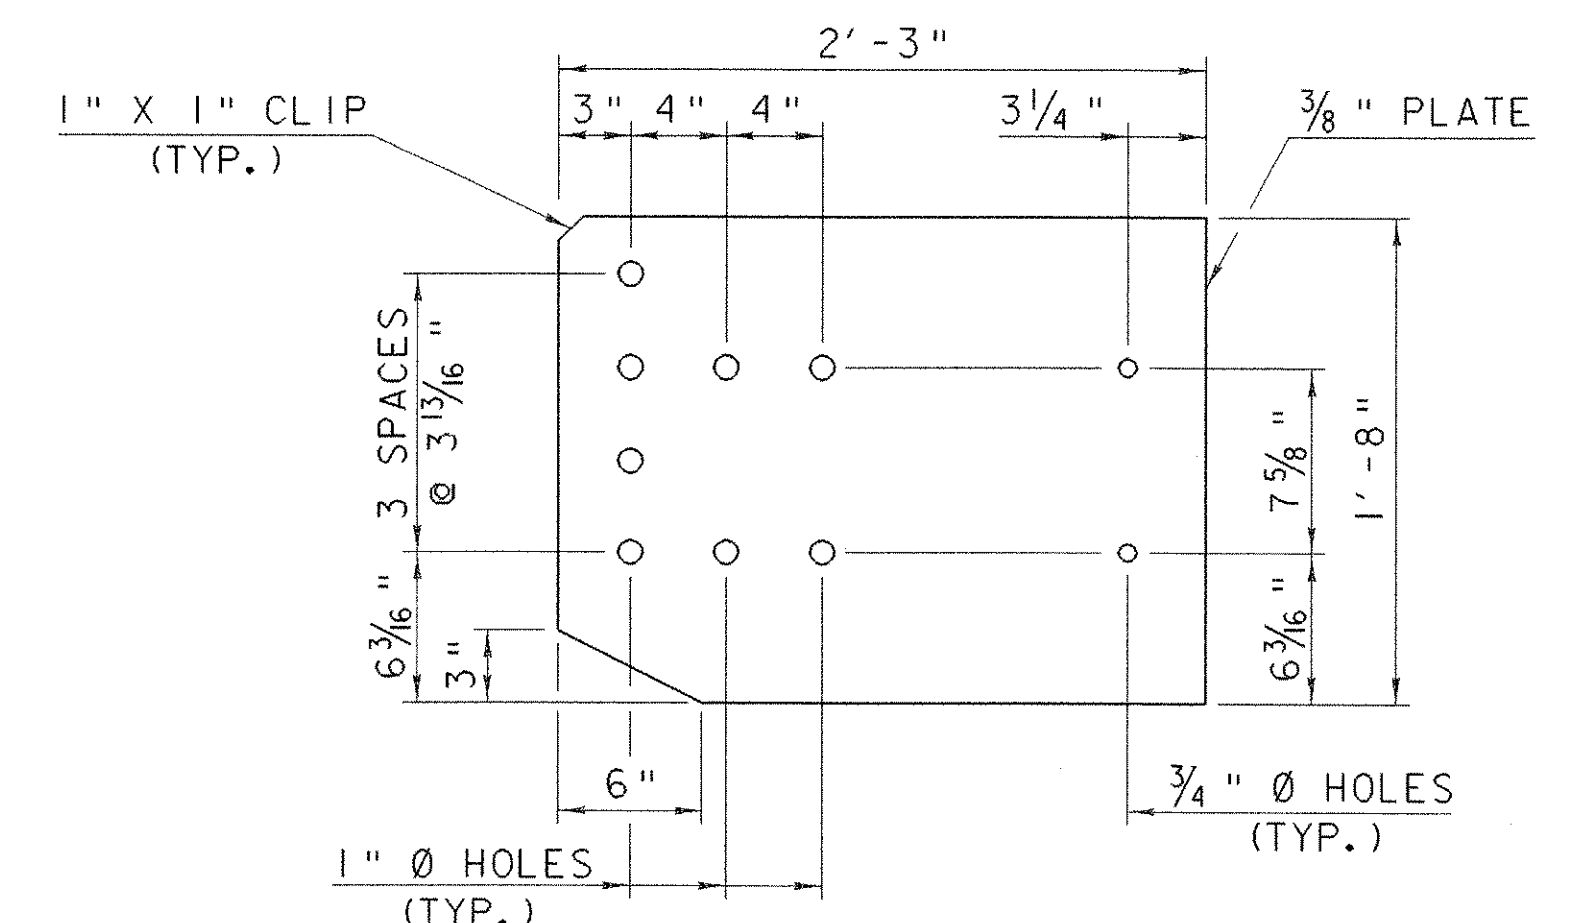 2'-3"
1" X 1" CLIP
(TYP.)
3" 4" 4" 3 1/4"
3/8" PLATE
3 SPACES
@ 3 13/16"
6 3/16"
3"
7 5/8"
6 3/16"
1'-8"
6"
3/4" Ø HOLES
(TYP.)
1" Ø HOLES
(TYP.)